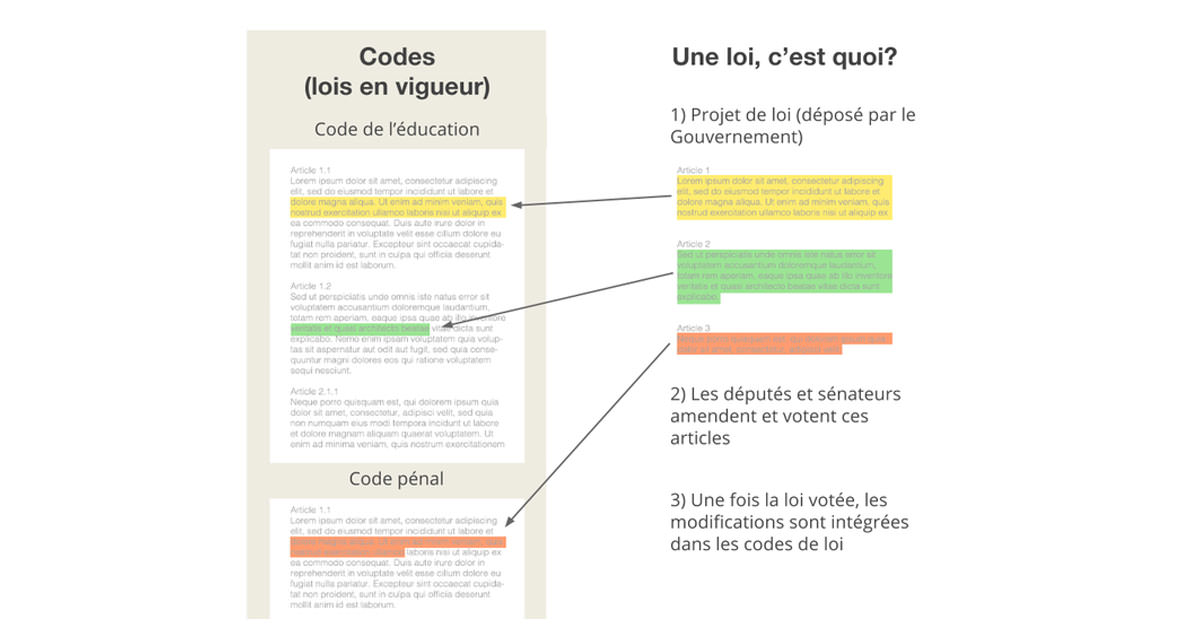 Codes
(lois en vigueur)
Code de l’éducation
Article 1.1
Lorem ipsum dolor sit amet, consectetur adipiscing
elit, sed do eiusmod tempor incididunt ut labore et
dolore magna aliqua. Ut enim ad minim veniam, quis
nostrud exercitation ullamco laboris nisi ut aliquip ex
ea commodo consequat. Duis aute irure dolor in
reprehenderit in voluptate velit esse cillum dolore eu
fugiat nulla pariatur. Excepteur sint occaecat cupida-
tat non proident, sunt in culpa qui officia deserunt
mollit anim id est laborum.
Article 1.2
Sed ut perspiciatis unde omnis iste natus error sit
voluptatem accusantium doloremque laudantium,
totam rem aperiam, eaque ipsa quae ab illo inventore
veritatis et quasi architecto beatae vitae dicta sunt
explicabo. Nemo enim ipsam voluptatem quia volup-
tas sit aspernatur aut odit aut fugit, sed quia conse-
quuntur magni dolores eos qui ratione voluptatem
sequi nesciunt.
Article 2.1.1
Neque porro quisquam est, qui dolorem ipsum quia
dolor sit amet, consectetur, adipisci velit, sed quia
non numquam eius modi tempora incidunt ut labore
et dolore magnam aliquam quaerat voluptatem. Ut
enim ad minima veniam, quis nostrum exercitationem
Code pénal
Article 1.1
Lorem ipsum dolor sit amet, consectetur adipiscing
elit, sed do eiusmod tempor incididunt ut labore et
dolore magna aliqua. Ut enim ad minim veniam, quis
laboris nisi ut aliquip ex
ea commodo consequat. Duis aute irure dolor in
reprehenderit in voluptate velit esse cillum dolore eu
fugiat nulla pariatur. Excepteur sint occaecat cupida-
tat non proident, sunt in culpa qui officia deserunt
mollit anim id est laborum.
Une loi, c’est quoi?
1) Projet de loi (déposé par le
Gouvernement)
Article 1
Lorem ipsum dolor sit amet, consectetur adipiscing
elit, sed do eiusmod tempor incididunt ut labore et
dolore magna aliqua. Ut enim ad minim veniam, quis
nostrud exercitation ullamco laboris nisi ut aliquip ex
Article 2
Sed ut perspiciatis unde omnis iste natus error sit
voluptatem accusantium doloremque laudantium,
totam rem aperiam, eaque ipsa quae ab illo inventore
veritatis et quasi architecto beatae vitae dicta sunt
explicabo.
Article 3
Neque porro quisquam est, qui dolorem ipsum quia
dolor sit amet, consectetur, adipisci velit
2) Les députés et sénateurs
amendent et votent ces
articles
3) Une fois la loi votée, les
modifications sont intégrées
dans les codes de loi